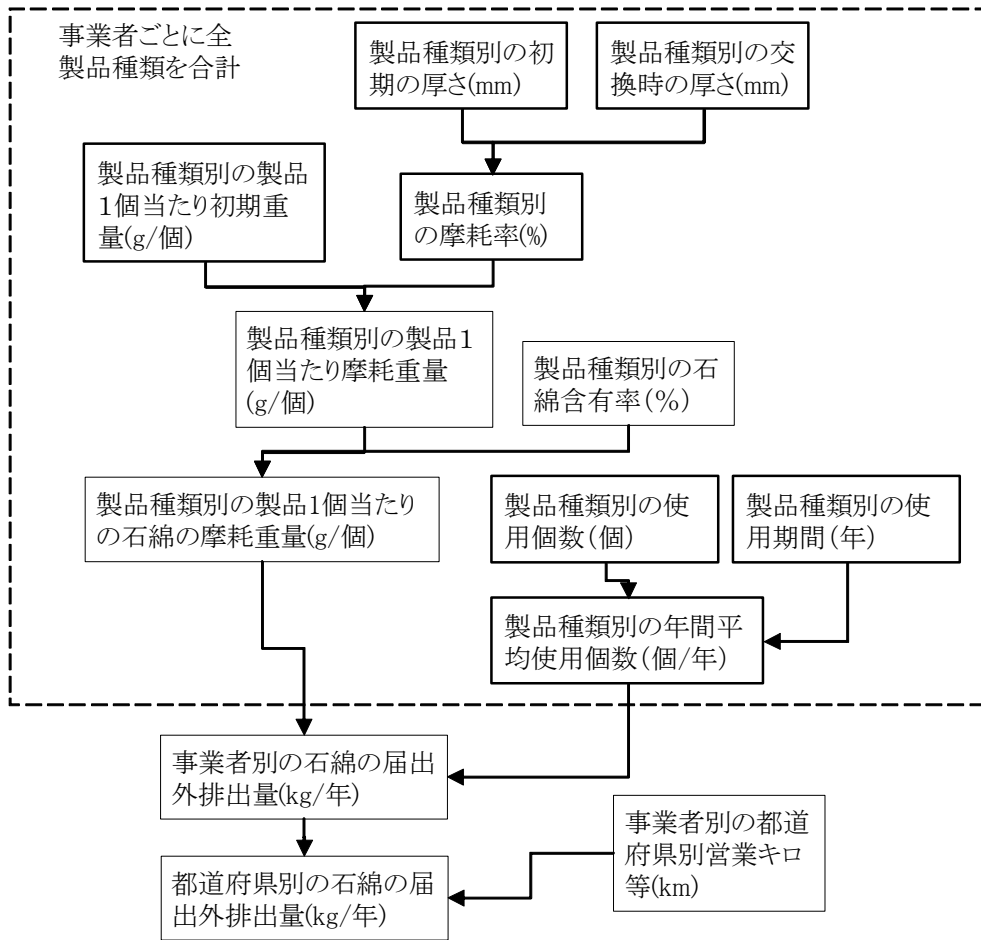 事業者ごとに全
製品種類を合計
製品種類別の初
期の厚さ(mm)
製品種類別の交
換時の厚さ(mm)
製品種類別の製品
1個当たり初期重
量(g/個)
製品種類別
の摩耗率(%)
製品種類別の製品1
個当たり摩耗重量
(g/個)
製品種類別の石
綿含有率(%)
製品種類別の製品1個当たり
の石綿の摩耗重量(g/個)
製品種類別の使
用個数(個)
製品種類別の使
用期間(年)
製品種類別の年間平
均使用個数(個/年)
事業者別の石綿の届出
外排出量(kg/年)
事業者別の都道
府県別営業キロ
等(km)
都道府県別の石綿の届
出外排出量(kg/年)